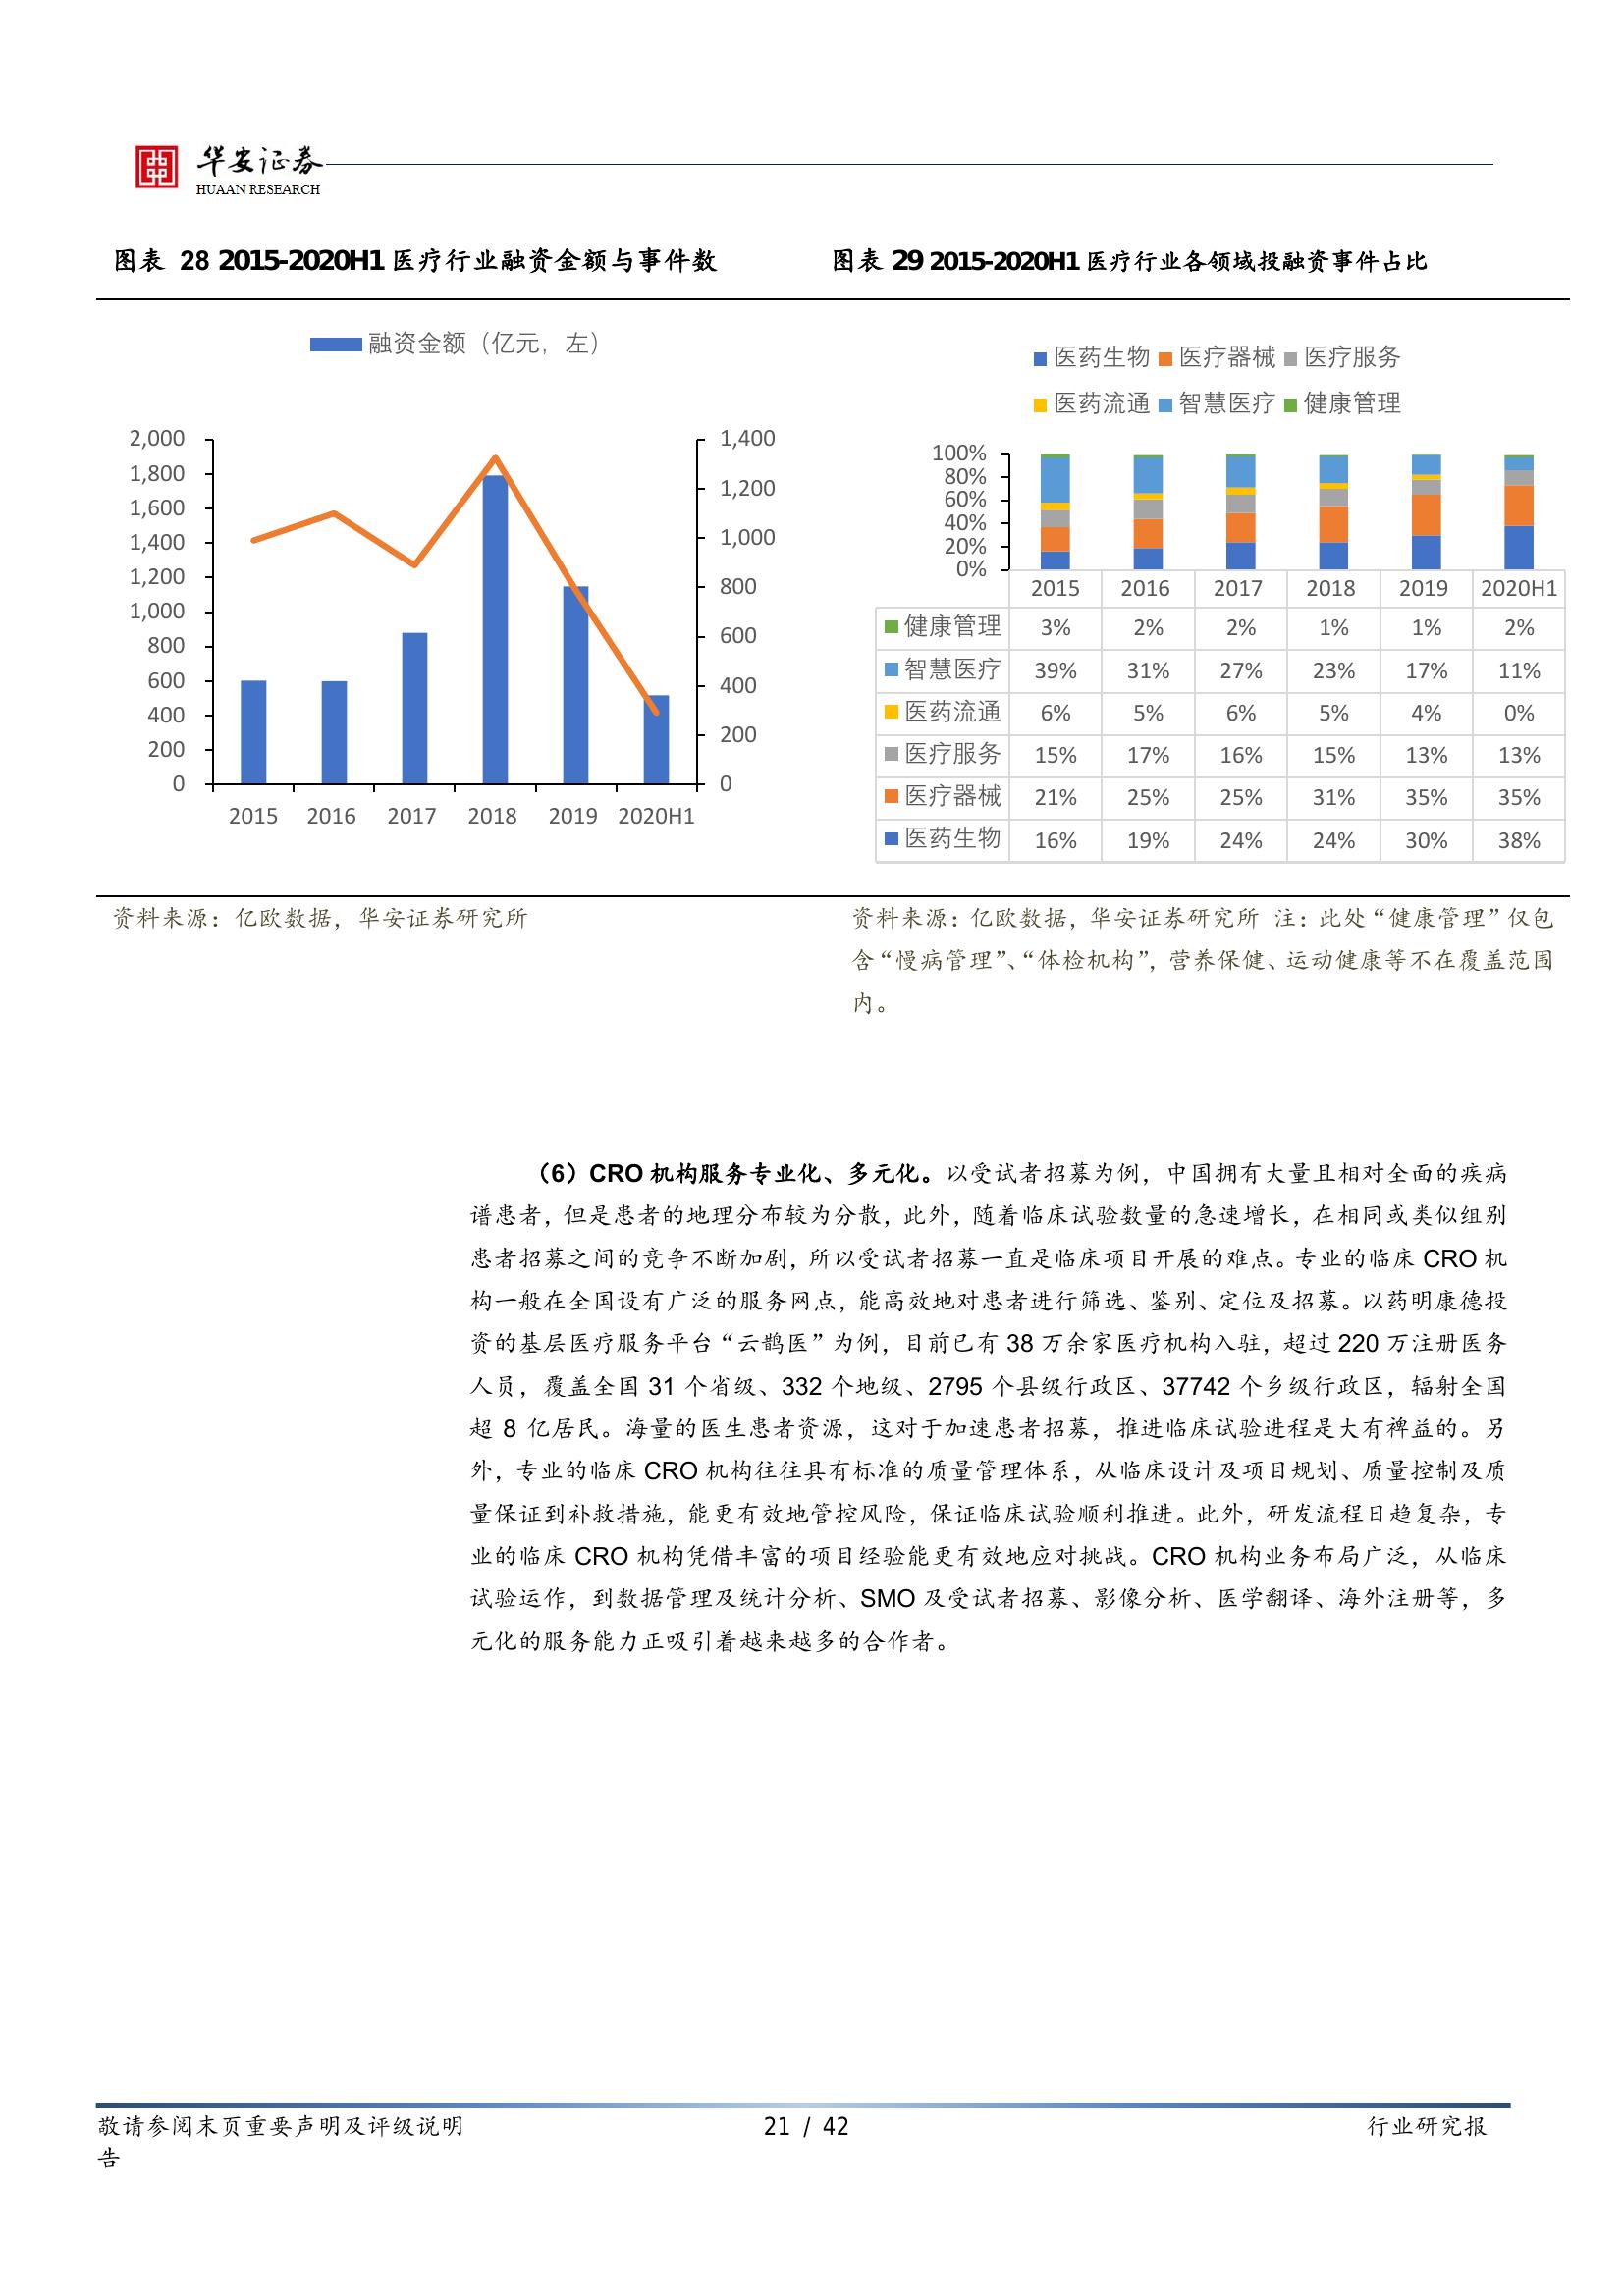 华安证券
HUAAN RESEARCH
图表 28 2015-2020H1 医疗行业融资金额与事件数
图表 29 2015-2020H1 医疗行业各领域投融资事件占比
融资金额（亿元，左）
2,000
1,800
1,600
1,400
1,200
1,000
800
600
400
200
0
1,400
1,200
1,000
800
600
400
200
0
2015 2016 2017 2018 2019 2020H1
医药生物 医疗器械 医疗服务
医药流通 智慧医疗 健康管理
100%
80%
60%
40%
20%
0%
2015 2016 2017 2018 2019 2020H1
健康管理 3% 2% 2% 1% 1% 2%
智慧医疗 39% 31% 27% 23% 17% 11%
医药流通 6% 5% 6% 5% 4% 0%
医疗服务 15% 17% 16% 15% 13% 13%
医疗器械 21% 25% 25% 31% 35% 35%
医药生物 16% 19% 24% 24% 30% 38%
资料来源：亿欧数据，华安证券研究所
资料来源：亿欧数据，华安证券研究所 注：此处“健康管理”仅包
含“慢病管理”、“体检机构”，营养保健、运动健康等不在覆盖范围
内。
（6）CRO 机构服务专业化、多元化。以受试者招募为例，中国拥有大量且相对全面的疾病
谱患者，但是患者的地理分布较为分散，此外，随着临床试验数量的急速增长，在相同或类似组别
患者招募之间的竞争不断加剧，所以受试者招募一直是临床项目开展的难点。专业的临床 CRO 机
构一般在全国设有广泛的服务网点，能高效地对患者进行筛选、鉴别、定位及招募。以药明康德投
资的基层医疗服务平台“云鹊医”为例，目前已有 38 万余家医疗机构入驻，超过 220 万注册医务
人员，覆盖全国 31 个省级、332 个地级、2795 个县级行政区、37742 个乡级行政区，辐射全国
超 8 亿居民。海量的医生患者资源，这对于加速患者招募，推进临床试验进程是大有裨益的。另
外，专业的临床 CRO 机构往往具有标准的质量管理体系，从临床设计及项目规划、质量控制及质
量保证到补救措施，能更有效地管控风险，保证临床试验顺利推进。此外，研发流程日趋复杂，专
业的临床 CRO 机构凭借丰富的项目经验能更有效地应对挑战。CRO 机构业务布局广泛，从临床
试验运作，到数据管理及统计分析、SMO 及受试者招募、影像分析、医学翻译、海外注册等，多
元化的服务能力正吸引着越来越多的合作者。
敬请参阅末页重要声明及评级说明 21 / 42 行业研究报
告